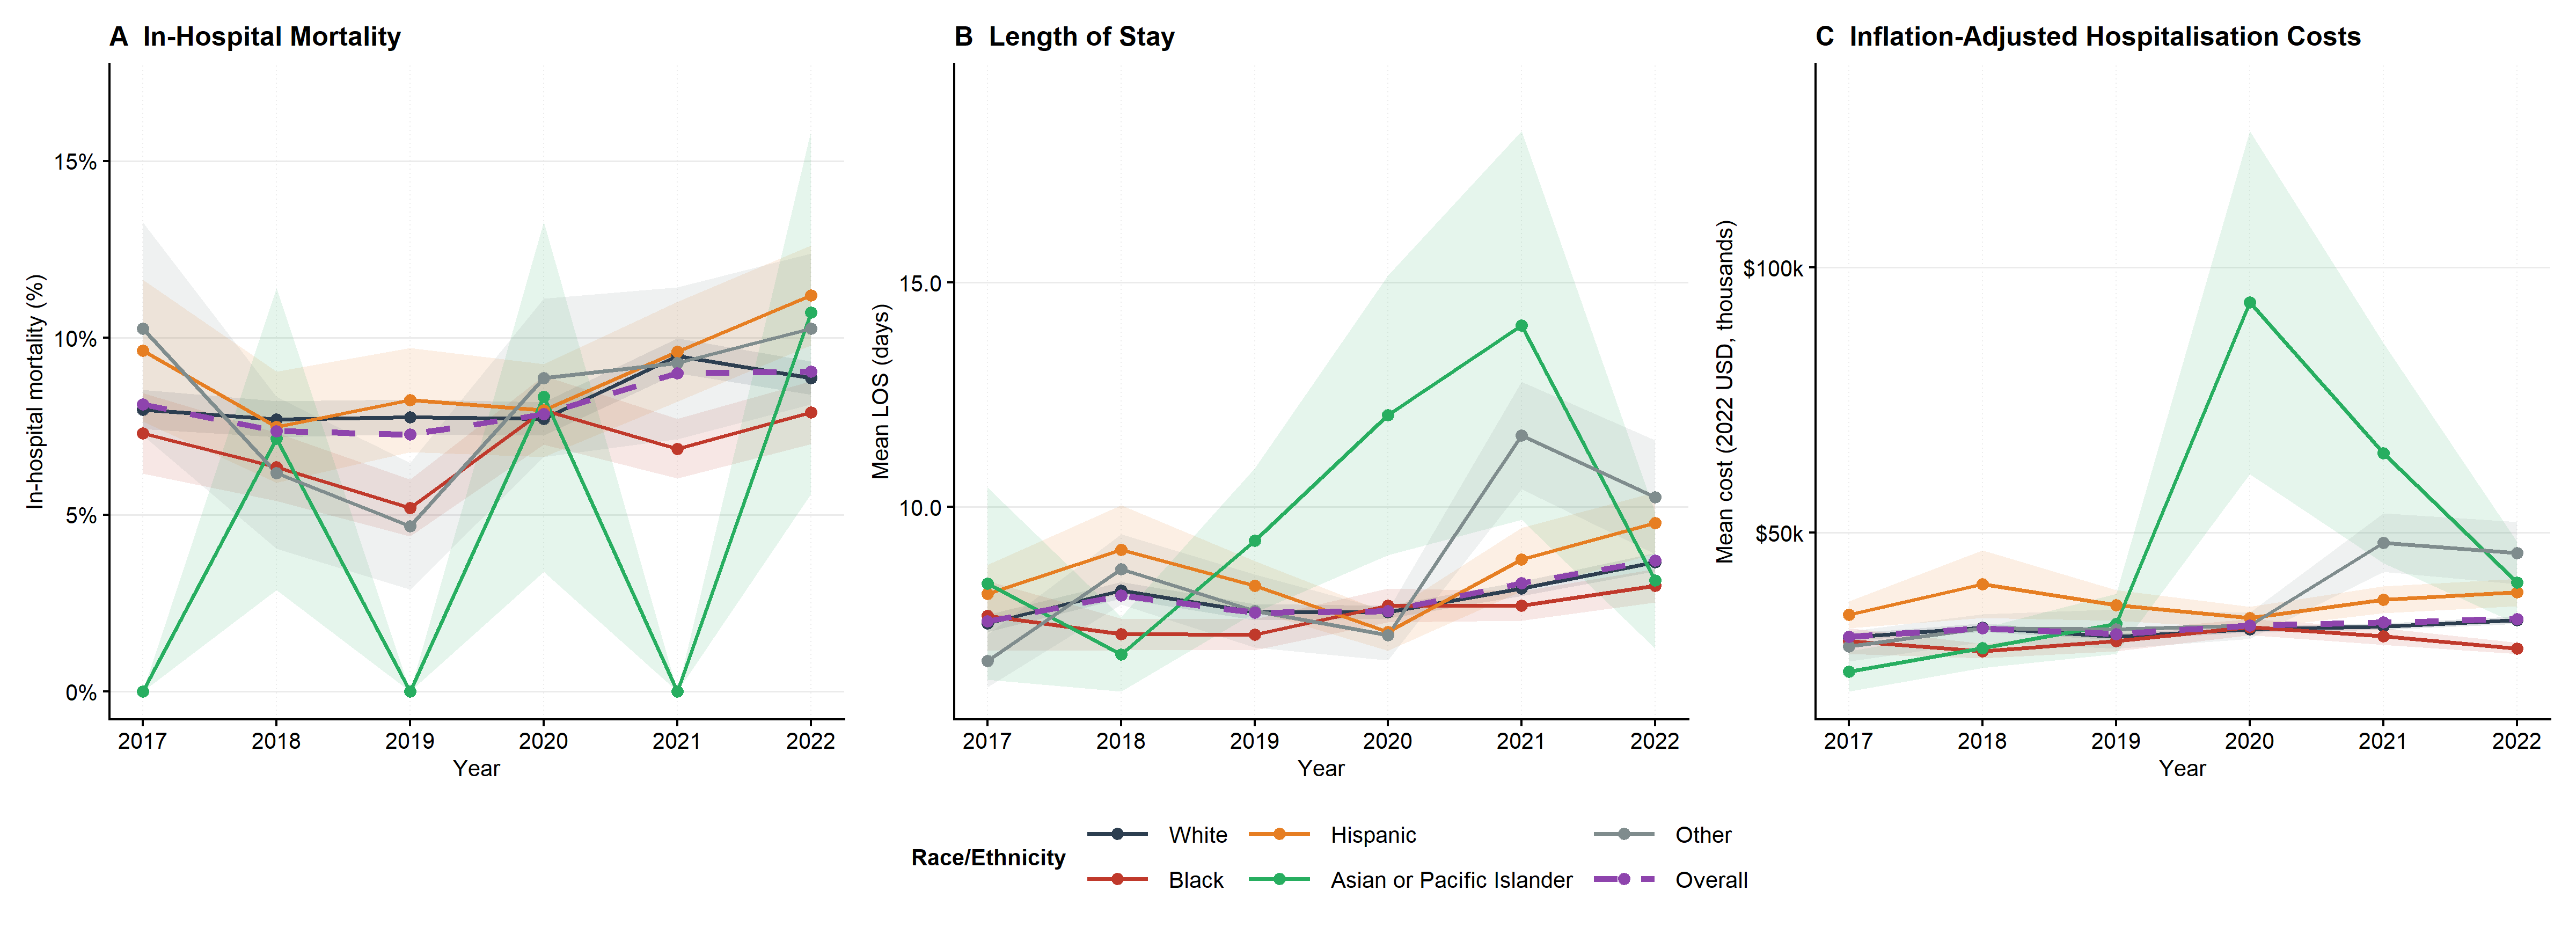 A In-Hospital Mortality
In-hospital mortality (%)
15%
10%
5%
0%
2017 2018 2019 2020 2021 2022
Year
B Length of Stay
Mean LOS (days)
15.0
10.0
2017 2018 2019 2020 2021 2022
Year
C Inflation-Adjusted Hospitalisation Costs
Mean cost (2022 USD, thousands)
$100k
$50k
2017 2018 2019 2020 2021 2022
Year
Race/Ethnicity
White Hispanic Other
Black Asian or Pacific Islander Overall